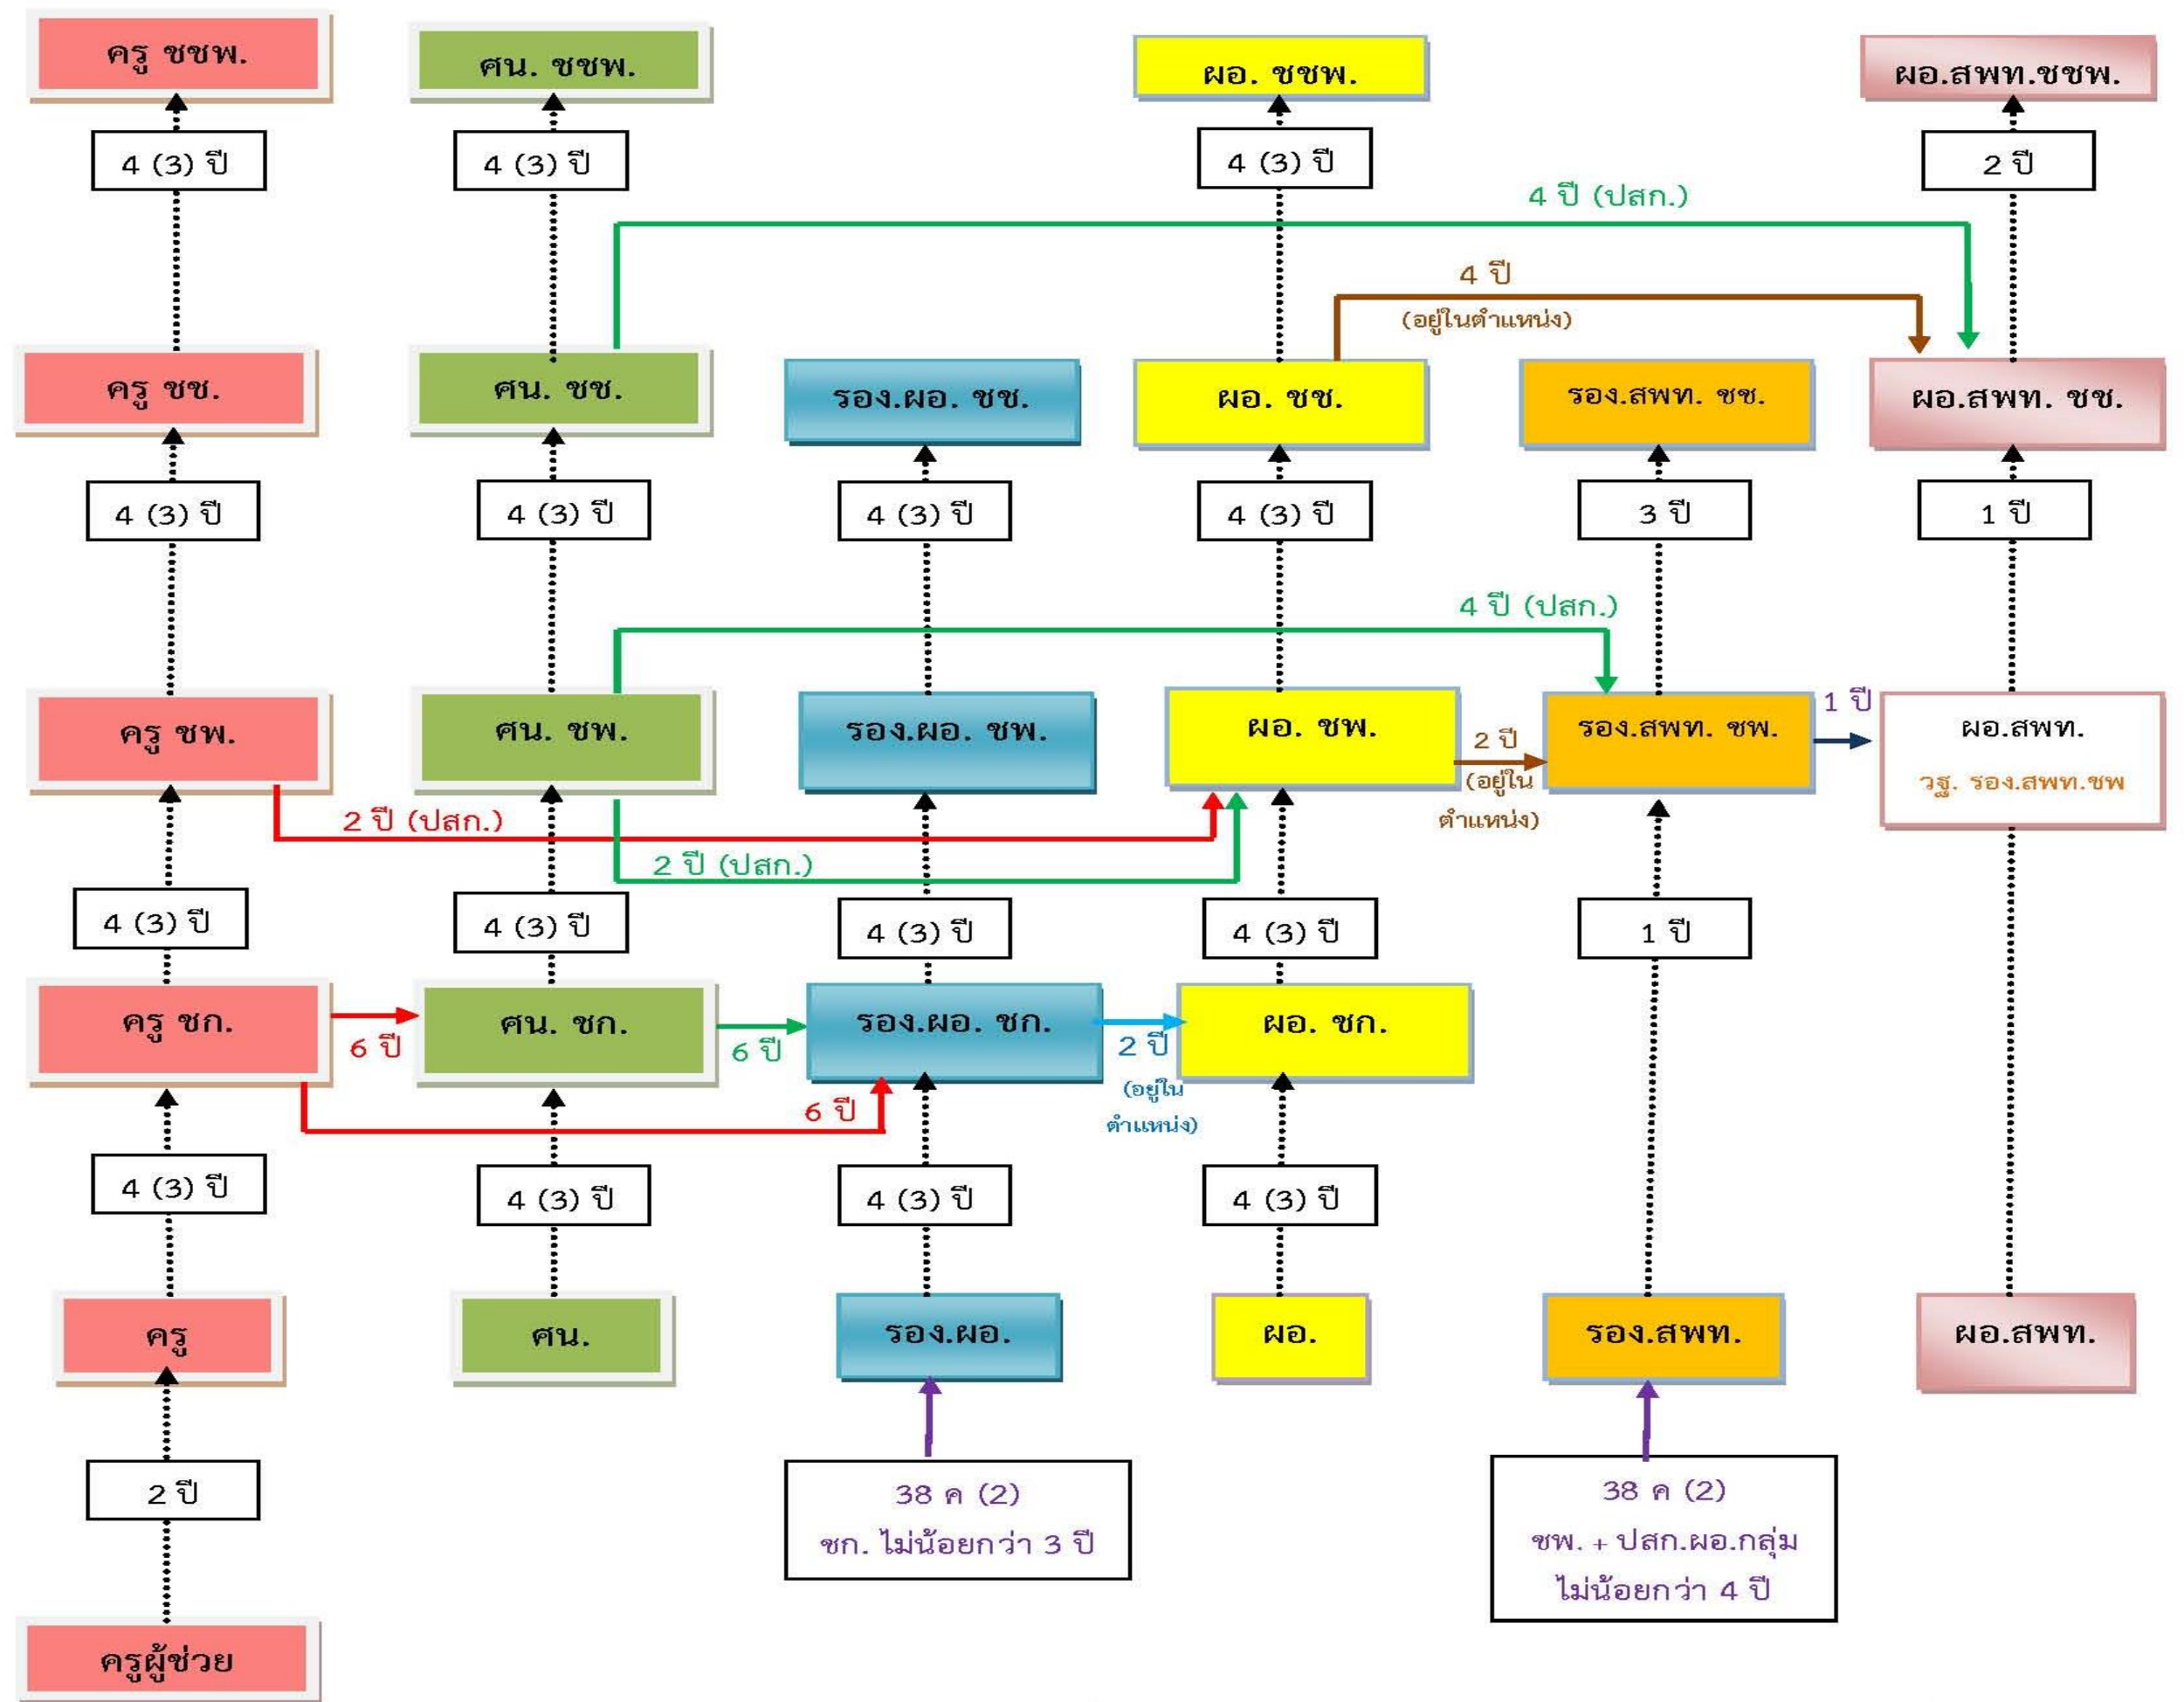 ครู ชชพ.
ศน. ชชพ.
ผอ. ชชพ.
ผอ.สพท.ชชพ.
4 (3) ปี
4 (3) ปี
4 (3) ปี
2 ปี
4 ปี (ปสก.)
4 ปี
(อยู่ในตำแหน่ง)
ครู ชช.
ศน. ชช.
รอง.ผอ. ชช.
ผอ. ชช.
รอง.สพท. ชช.
ผอ.สพท. ชช.
4 (3) ปี
4 (3) ปี
4 (3) ปี
4 (3) ปี
3 ปี
1 ปี
4 ปี (ปสก.)
ครู ชพ.
ศน. ชพ.
รอง.ผอ. ชพ.
ผอ. ชพ.
2 ปี
(อยู่ใน
ตำแหน่ง)
รอง.สพท. ชพ.
1 ปี
ผอ.สพท.
วฐ. รอง.สพท.ชพ
2 ปี (ปสก.)
2 ปี (ปสก.)
4 (3) ปี
4 (3) ปี
4 (3) ปี
4 (3) ปี
1 ปี
ครู ชก.
6 ปี
ศน. ชก.
6 ปี
รอง.ผอ. ชก.
2 ปี
(อยู่ใน
ตำแหน่ง)
ผอ. ชก.
6 ปี
4 (3) ปี
4 (3) ปี
4 (3) ปี
4 (3) ปี
ครู
ศน.
รอง.ผอ.
ผอ.
รอง.สพท.
ผอ.สพท.
2 ปี
38 ค (2)
ชก. ไม่น้อยกว่า 3 ปี
38 ค (2)
ชพ. + ปสก.ผอ.กลุ่ม
ไม่น้อยกว่า 4 ปี
ครูผู้ช่วย